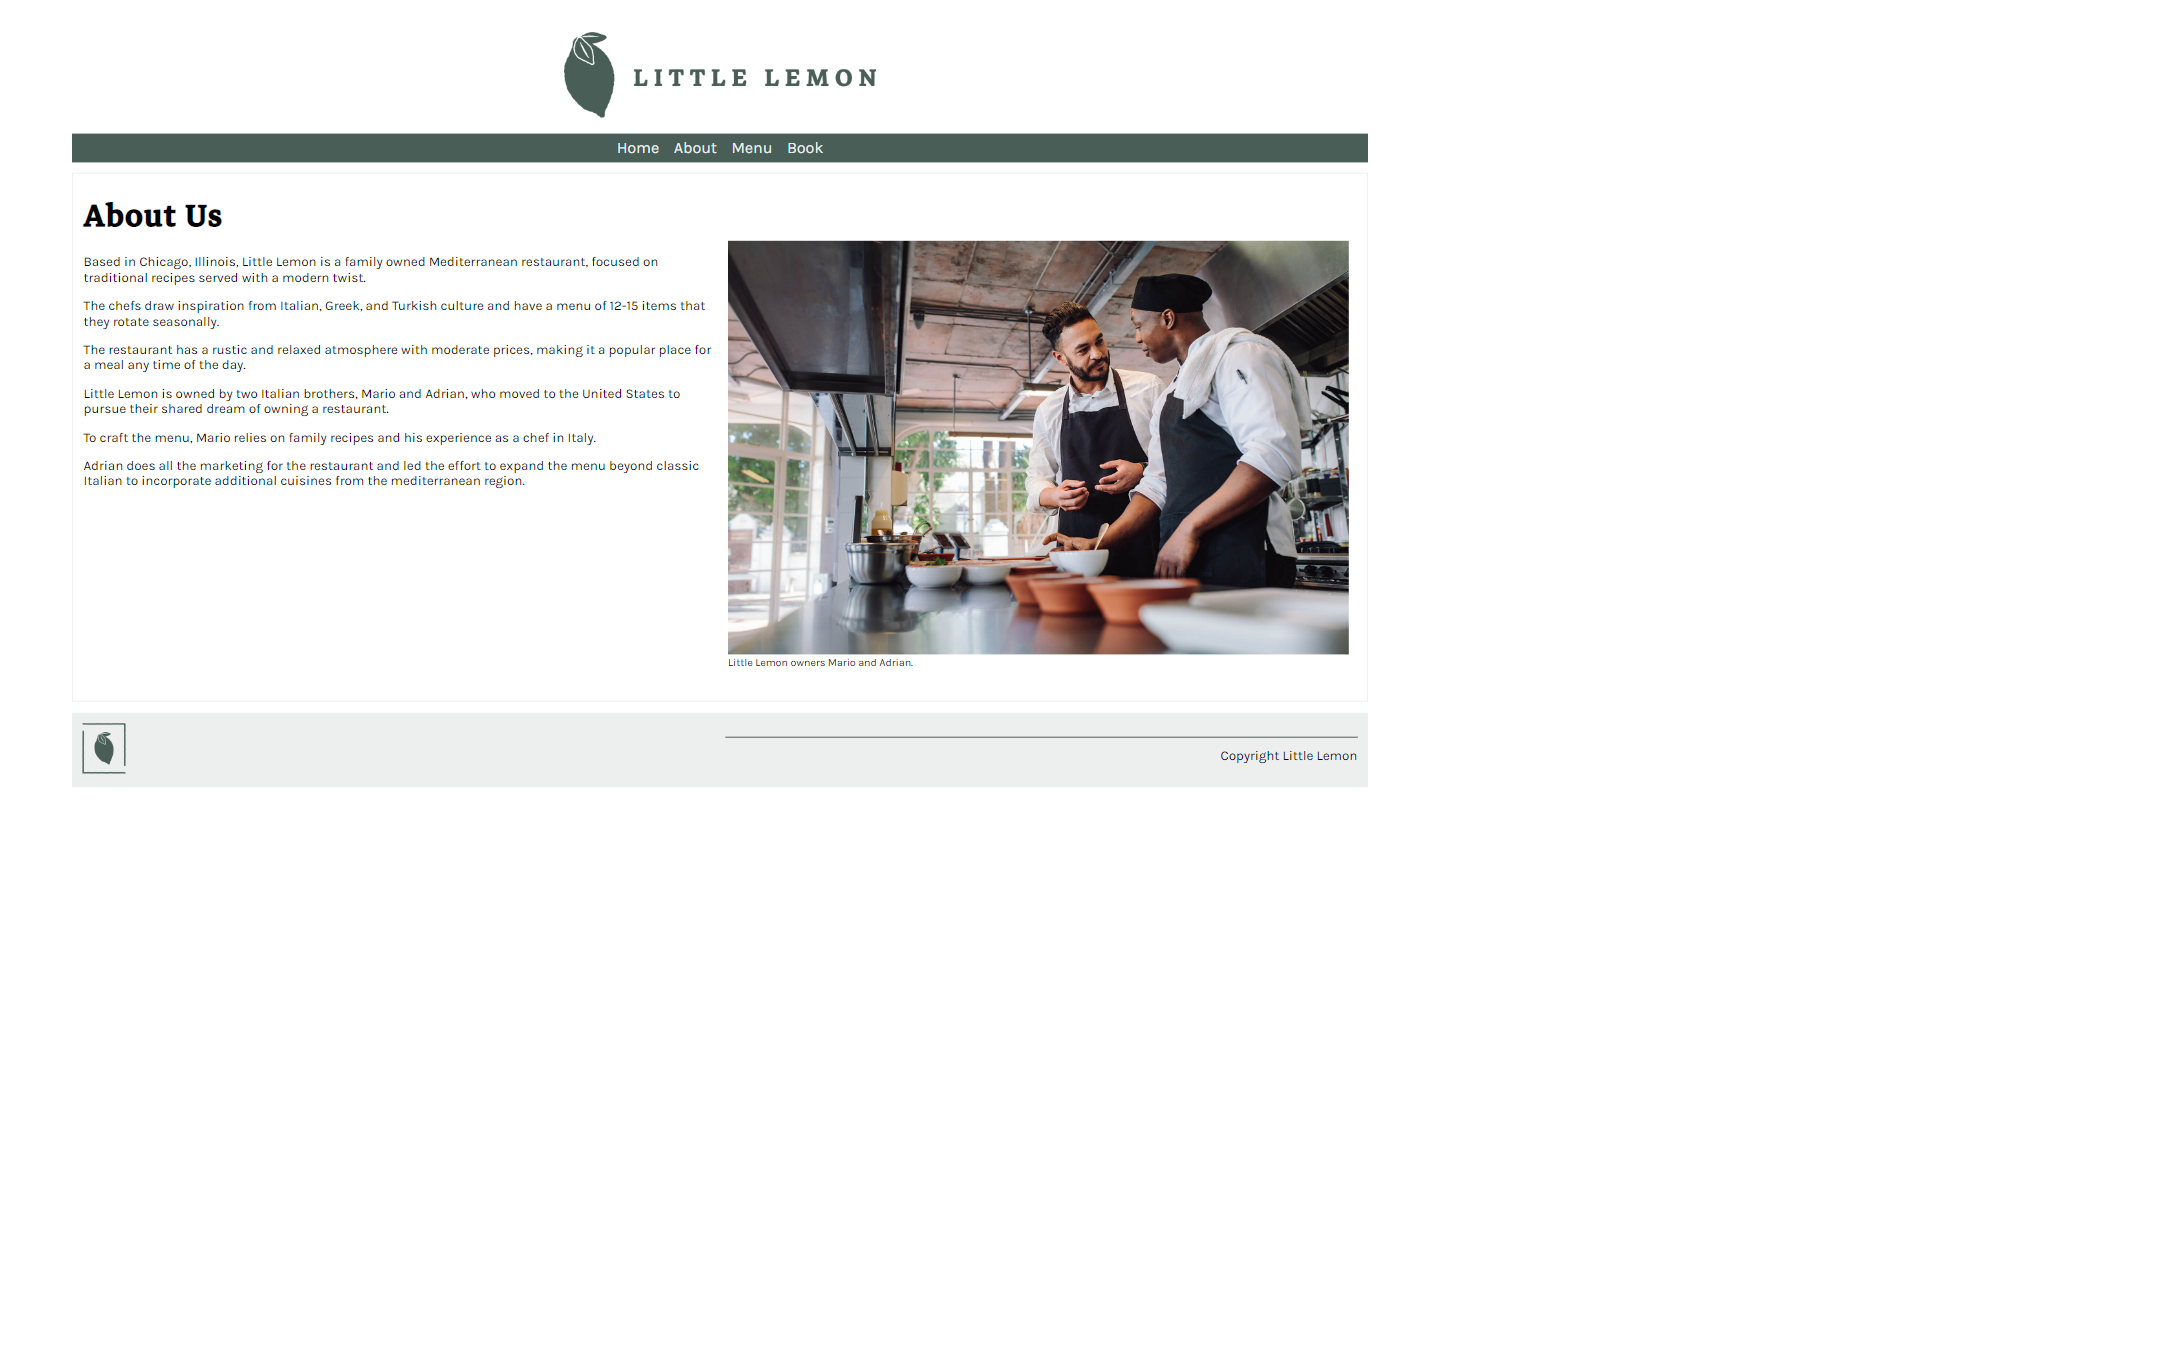 LITTLE LEMON
Home About Menu Book
About Us
Based in Chicago, Illinois, Little Lemon is a family owned Mediterranean restaurant, focused on
traditional recipes served with a modern twist.
The chefs draw inspiration from Italian, Greek, and Turkish culture and have a menu of 12-15 items that
they rotate seasonally.
The restaurant has a rustic and relaxed atmosphere with moderate prices, making it a popular place for
a meal any time of the day.
Little Lemon is owned by two Italian brothers, Mario and Adrian, who moved to the United States to
pursue their shared dream of owning a restaurant.
To craft the menu, Mario relies on family recipes and his experience as a chef in Italy.
Adrian does all the marketing for the restaurant and led the effort to expand the menu beyond classic
Italian to incorporate additional cuisines from the mediterranean region.
Little Lemon owners Mario and Adrian.
Copyright Little Lemon